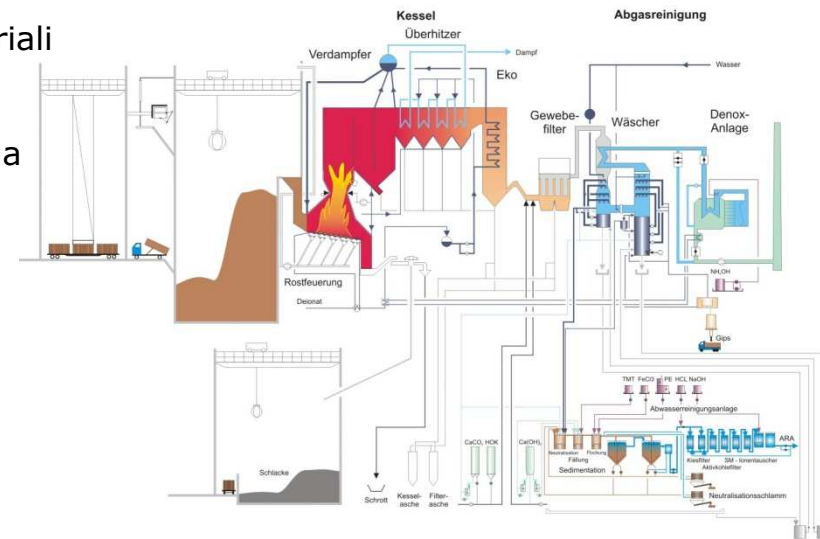 riali
a
Kessel
Abgasreinigung
Überhitzer
Verdampfer
Dampf
Eko
Wasser
Gewebe-
filter
Wäscher
Denox-
Anlage
Rostfeuerung
Deionat
NH₄OH
Gips
TMT FeCO PE HCL NaOH
Abwasserreinigungsanlage
ARA
CaCO₃ HOK
Ca(OH)₂
Neutralisation
Fällung
Flockung
Sedimentation
Kiesfilter
SM - Ionentauscher
Aktivkohlefilter
Neutralisationsschlamm
Schlacke
Schrott
Kessel-
asche
Filter-
asche